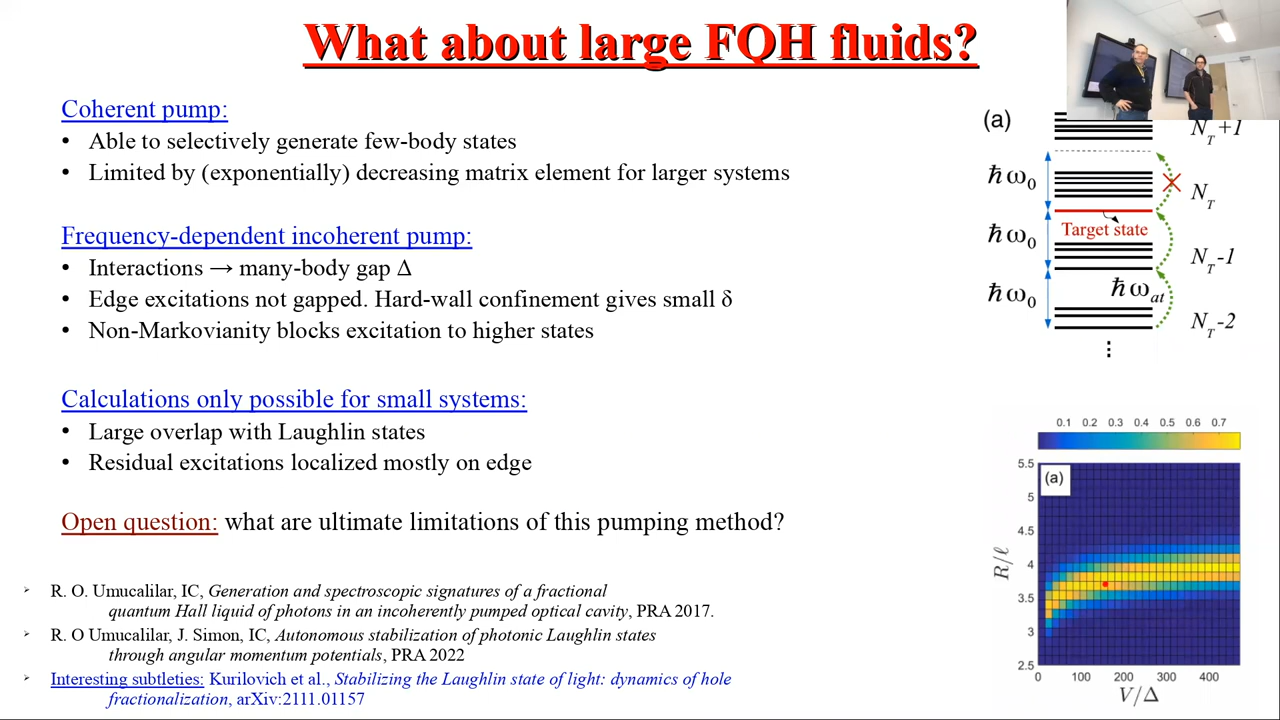 What about large FQH fluids?
Coherent pump:
• Able to selectively generate few-body states
• Limited by (exponentially) decreasing matrix element for larger systems
Frequency-dependent incoherent pump:
• Interactions → many-body gap Δ
• Edge excitations not gapped. Hard-wall confinement gives small δ
• Non-Markovianity blocks excitation to higher states
Calculations only possible for small systems:
• Large overlap with Laughlin states
• Residual excitations localized mostly on edge
Open question: what are ultimate limitations of this pumping method?
➢ R. O. Umucalilar, IC, Generation and spectroscopic signatures of a fractional
quantum Hall liquid of photons in an incoherently pumped optical cavity, PRA 2017.
➢ R. O Umucalilar, J. Simon, IC, Autonomous stabilization of photonic Laughlin states
through angular momentum potentials, PRA 2022
➢ Interesting subtleties: Kurilovich et al., Stabilizing the Laughlin state of light: dynamics of hole
fractionalization, arXiv:2111.01157
(a)
N_T+1
ħω₀
N_T
Target state
ħω₀
N_T-1
ħω₀
ħω_at
N_T-2
⋮
0.1 0.2 0.3 0.4 0.5 0.6 0.7
(a)
5.5
5
4.5
4
3.5
3
2.5
R/ℓ
0 100 200 300 400
V/Δ